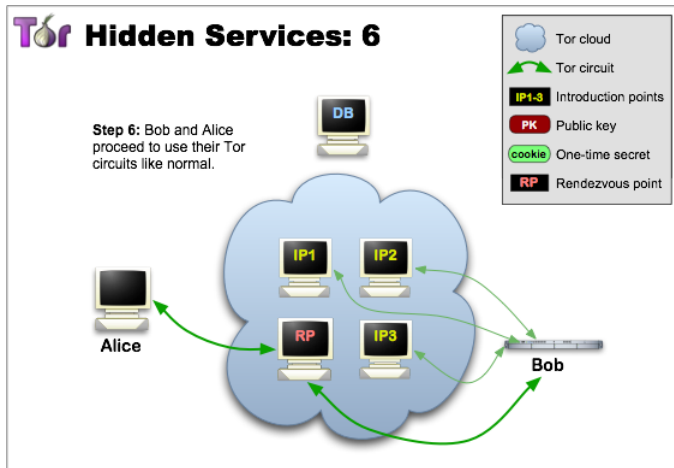 Tor Hidden Services: 6
Tor cloud
Tor circuit
IP1-3 Introduction points
PK Public key
cookie One-time secret
RP Rendezvous point
Step 6: Bob and Alice
proceed to use their Tor
circuits like normal.
DB
IP1 IP2
RP IP3
Alice
Bob